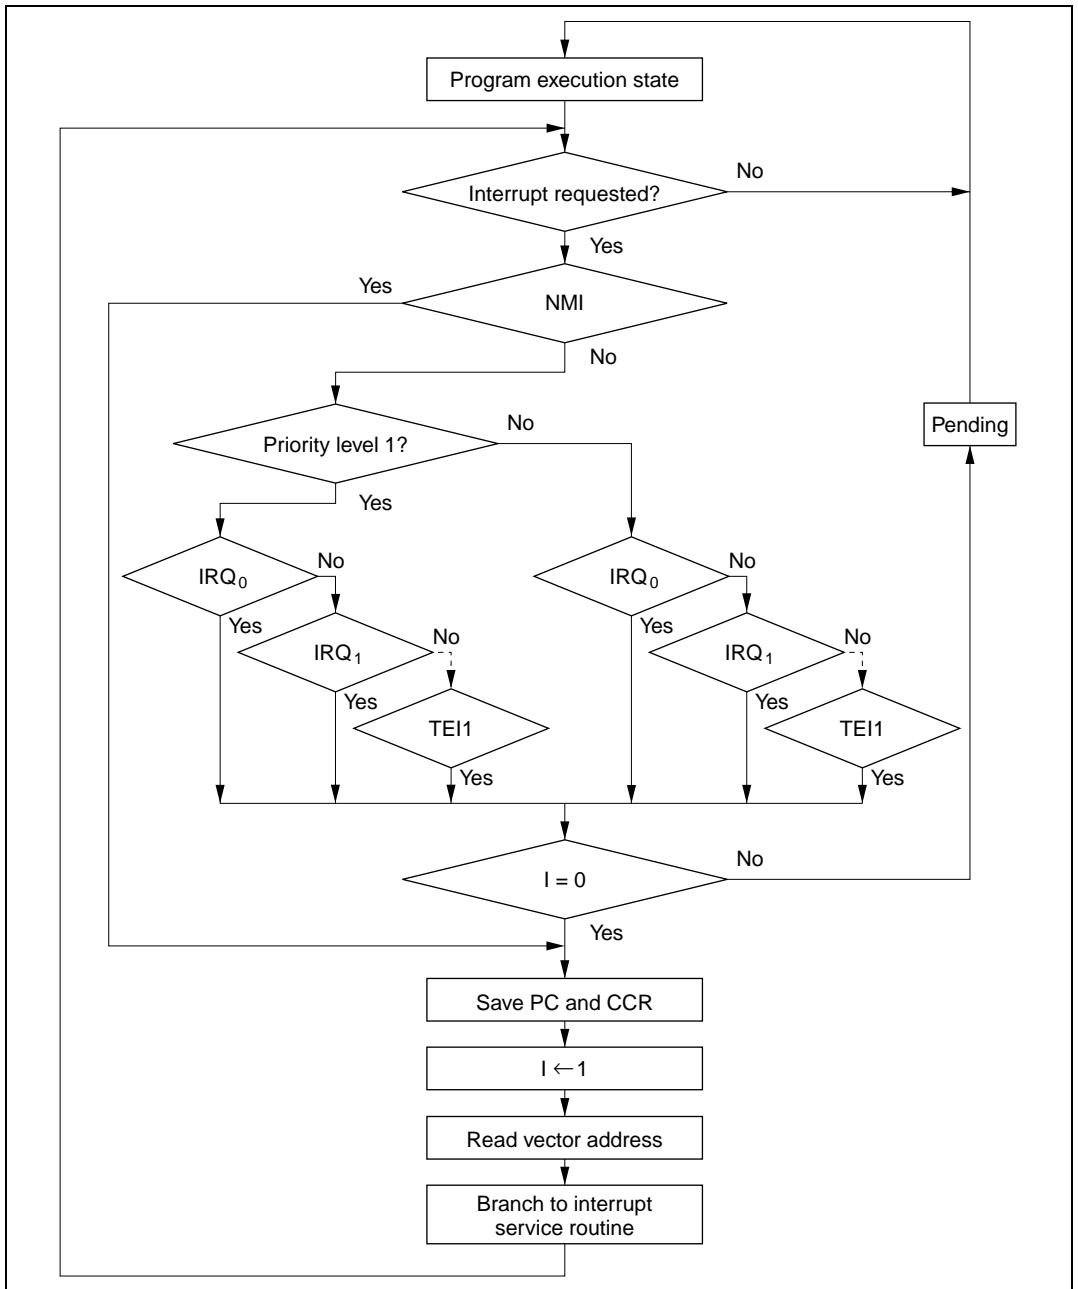 Program execution state
Interrupt requested?
No
Yes
Yes
NMI
No
Priority level 1?
No
Pending
Yes
IRQ0
No
Yes
IRQ1
No
Yes
TEI1
Yes
IRQ0
No
Yes
IRQ1
No
Yes
TEI1
Yes
I = 0
No
Yes
Save PC and CCR
I ← 1
Read vector address
Branch to interrupt
service routine